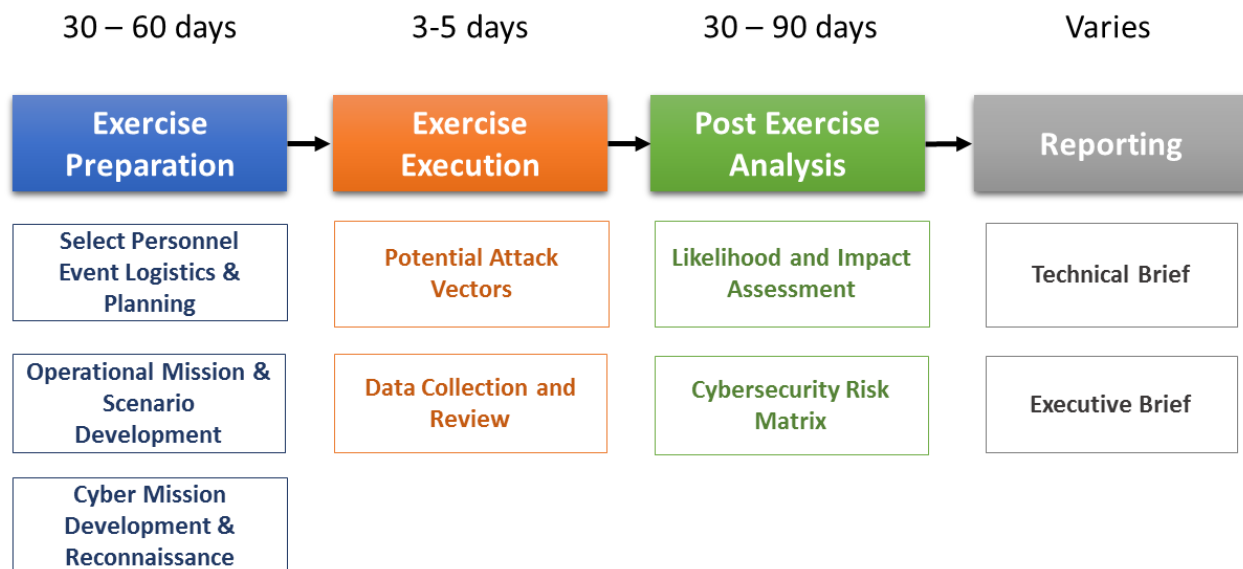 30 – 60 days
3-5 days
30 – 90 days
Varies
Exercise
Preparation
Exercise
Execution
Post Exercise
Analysis
Reporting
Select Personnel
Event Logistics &
Planning
Potential Attack
Vectors
Likelihood and Impact
Assessment
Technical Brief
Operational Mission &
Scenario
Development
Data Collection and
Review
Cybersecurity Risk
Matrix
Executive Brief
Cyber Mission
Development &
Reconnaissance